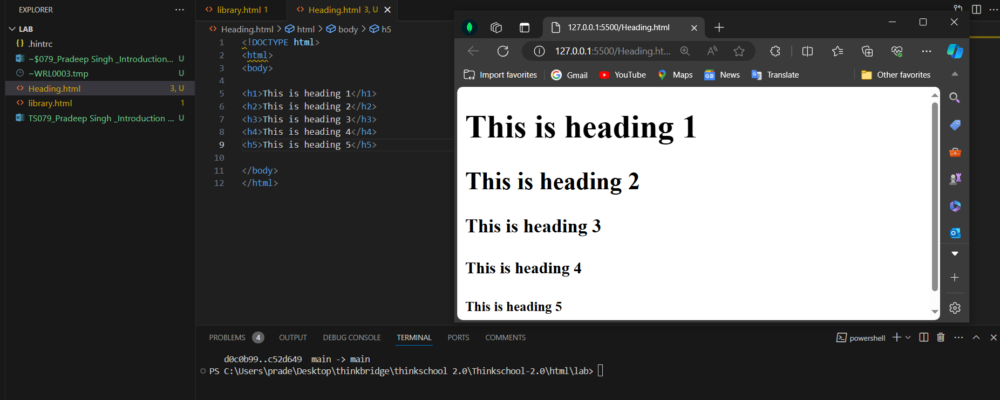 EXPLORER
LAB
.hintrc
~$079_Pradeep Singh _Introduction... U
~WRL0003.tmp U
Heading.html 3, U
library.html 1
TS079_Pradeep Singh _Introduction ... U
library.html 1 Heading.html 3, U
Heading.html > html > body > h5
1 <!DOCTYPE html>
2 <html>
3 <body>
4
5 <h1>This is heading 1</h1>
6 <h2>This is heading 2</h2>
7 <h3>This is heading 3</h3>
8 <h4>This is heading 4</h4>
9 <h5>This is heading 5</h5>
10
11 </body>
12 </html>
127.0.0.1:5500/Heading.html
127.0.0.1:5500/Heading.ht...
Import favorites Gmail YouTube Maps News Translate Other favorites
This is heading 1
This is heading 2
This is heading 3
This is heading 4
This is heading 5
PROBLEMS 4 OUTPUT DEBUG CONSOLE TERMINAL PORTS COMMENTS powershell
d0c0b99..c52d649  main -> main
PS C:\Users\prade\Desktop\thinkbridge\thinkschool 2.0\Thinkschool-2.0\html\lab>